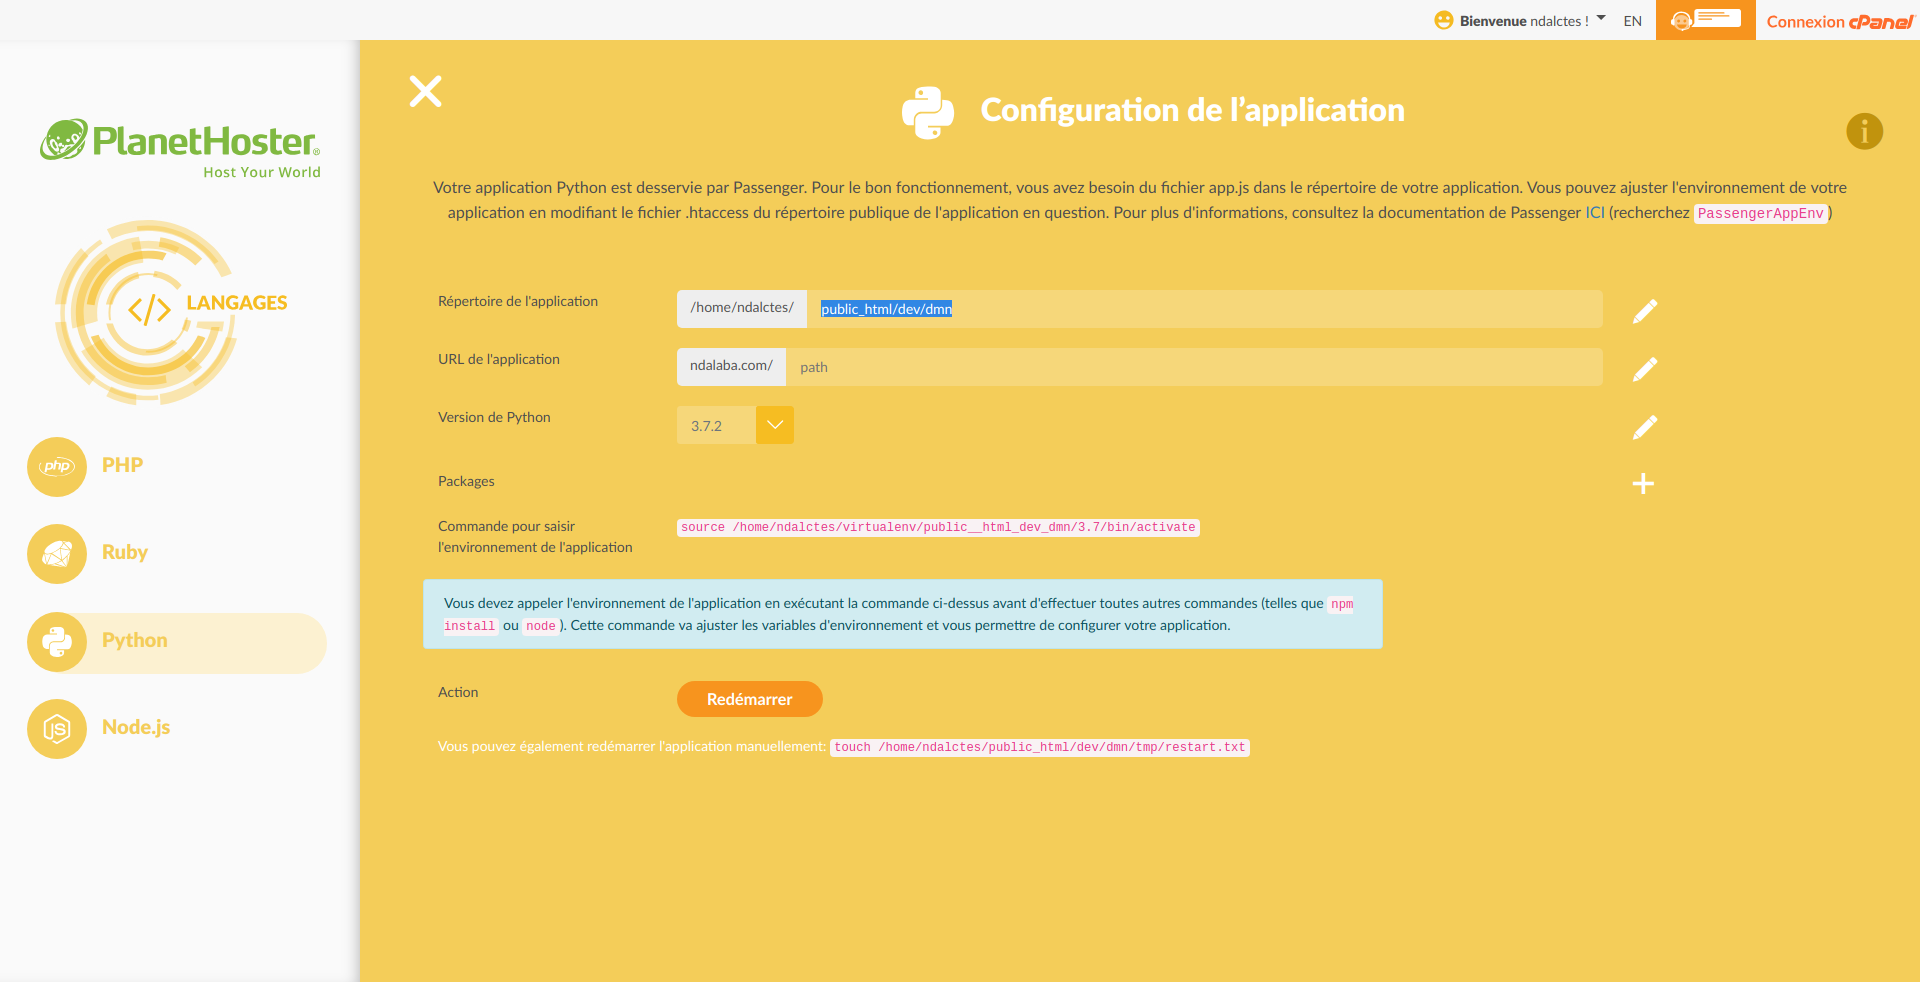 Bienvenue ndalctes !
EN
Connexion cPanel
PlanetHoster®
Host Your World
</> LANGAGES
php PHP
Ruby
Python
JS Node.js
Configuration de l’application
i
Votre application Python est desservie par Passenger. Pour le bon fonctionnement, vous avez besoin du fichier app.js dans le répertoire de votre application. Vous pouvez ajuster l'environnement de votre
application en modifiant le fichier .htaccess du répertoire publique de l'application en question. Pour plus d'informations, consultez la documentation de Passenger ICI (recherchez PassengerAppEnv)
Répertoire de l'application
/home/ndalctes/ public_html/dev/dmn
URL de l'application
ndalaba.com/ path
Version de Python
3.7.2
Packages
Commande pour saisir
l'environnement de l'application
source /home/ndalctes/virtualenv/public__html_dev_dmn/3.7/bin/activate
Vous devez appeler l'environnement de l'application en exécutant la commande ci-dessus avant d'effectuer toutes autres commandes (telles que npm
install ou node). Cette commande va ajuster les variables d'environnement et vous permettre de configurer votre application.
Action
Redémarrer
Vous pouvez également redémarrer l'application manuellement: touch /home/ndalctes/public_html/dev/dmn/tmp/restart.txt